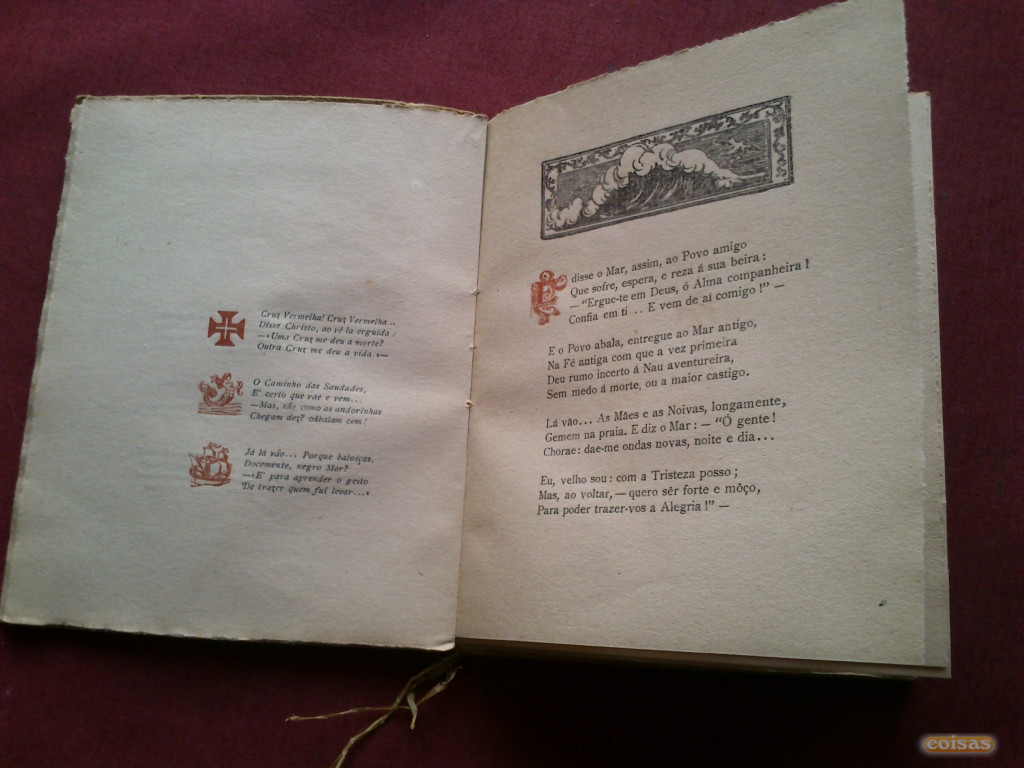 Cruz Vermelha! Cruz Vermelha...
Disse Christo, ao vê la erguida:
—«Uma Cruz me deu a morte?
Outra Cruz me deu a vida.»—
O Caminho das Saudades,
E' certo que vae e vem...
—Mas, não como as andorinhas
Chegam dez? abalam cem!
Já lá vão... Porque baloiças,
Docemente, negro Mar?
—«E' para aprender o geito
De trazer quem fui levar...»
E disse o Mar, assim, ao Povo amigo
Que sofre, espera, e reza á sua beira:
— "Ergue-te em Deus, ó Alma companheira!
Confia em ti... E vem de aí comigo!" —
E o Povo abala, entregue ao Mar antigo,
Na Fé antiga com que a vez primeira
Deu rumo incerto á Nau aventureira,
Sem medo á morte, ou a maior castigo.
Lá vão... As Mães e as Noivas, longamente,
Gemem na praia. E diz o Mar: — "Ó gente!
Chorae: dae-me ondas novas, noite e dia...
Eu, velho sou: com a Tristeza posso;
Mas, ao voltar, — quero sêr forte e môço,
Para poder trazer-vos a Alegria!" —
coisas